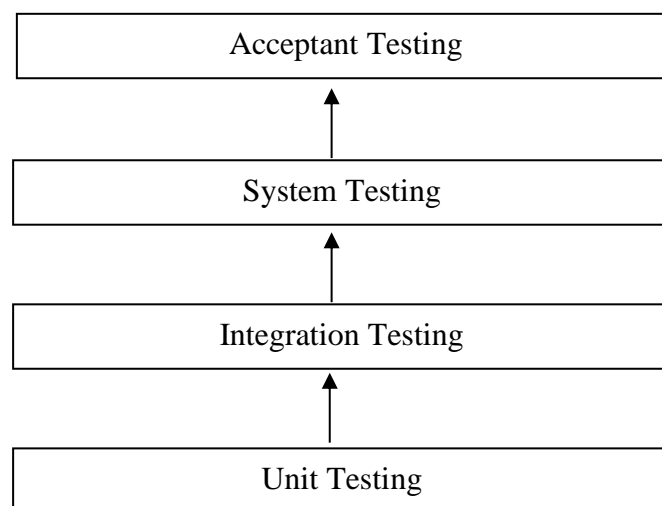 Acceptant Testing
System Testing
Integration Testing
Unit Testing